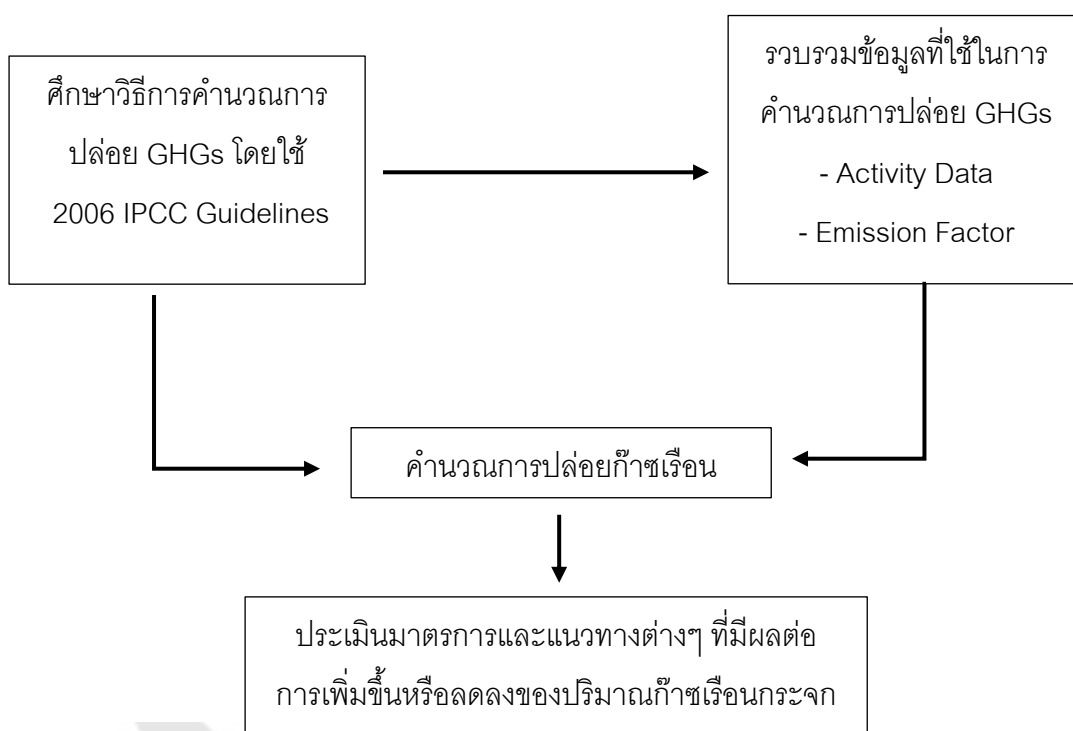 ศึกษาวิธีการคำนวณการ
ปล่อย GHGs โดยใช้
2006 IPCC Guidelines
รวบรวมข้อมูลที่ใช้ในการ
คำนวณการปล่อย GHGs
- Activity Data
- Emission Factor
คำนวณการปล่อยก๊าซเรือน
ประเมินมาตรการและแนวทางต่างๆ ที่มีผลต่อ
การเพิ่มขึ้นหรือลดลงของปริมาณก๊าซเรือนกระจก